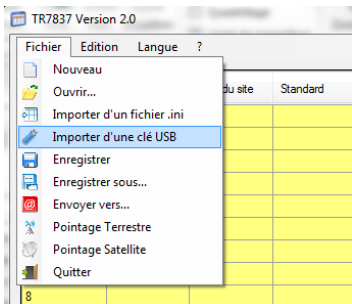 TR7837 Version 2.0
Fichier Edition Langue ?
Nouveau
Ouvrir...
Importer d'un fichier .ini
Importer d'une clé USB
Enregistrer
Enregistrer sous...
Envoyer vers...
Pointage Terrestre
Pointage Satellite
Quitter
du site Standard
8